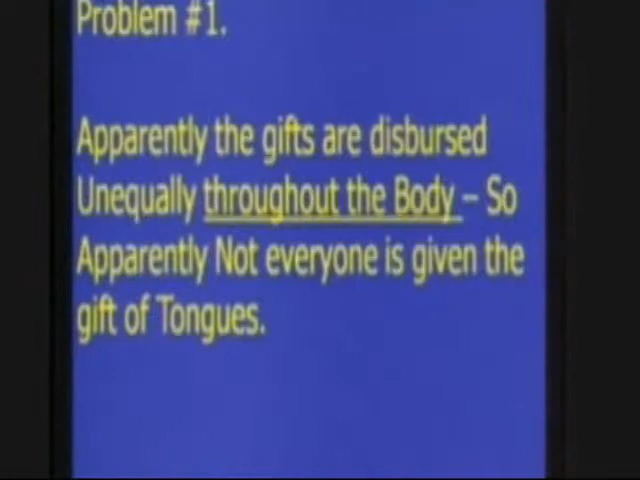 Problem #1.
Apparently the gifts are disbursed
Unequally throughout the Body – So
Apparently Not everyone is given the
gift of Tongues.